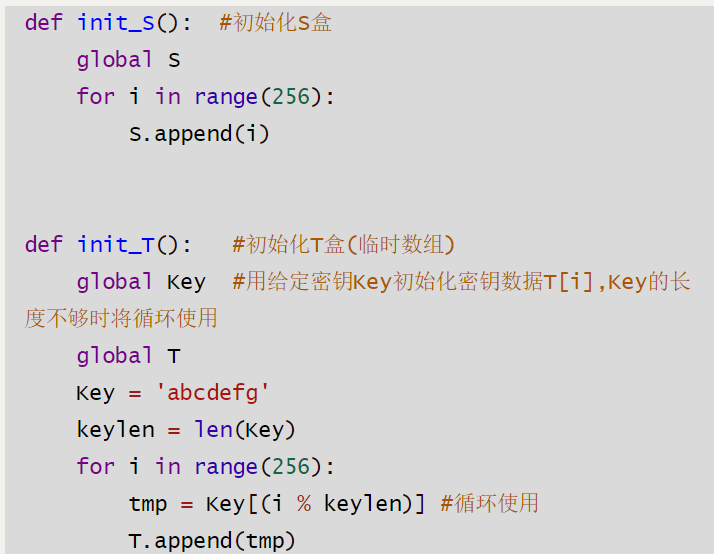 def init_S():  #初始化S盒
    global S
    for i in range(256):
        S.append(i)
def init_T():   #初始化T盒(临时数组)
    global Key  #用给定密钥Key初始化密钥数据T[i],Key的长
度不够时将循环使用
    global T
    Key = 'abcdefg'
    keylen = len(Key)
    for i in range(256):
        tmp = Key[(i % keylen)] #循环使用
        T.append(tmp)